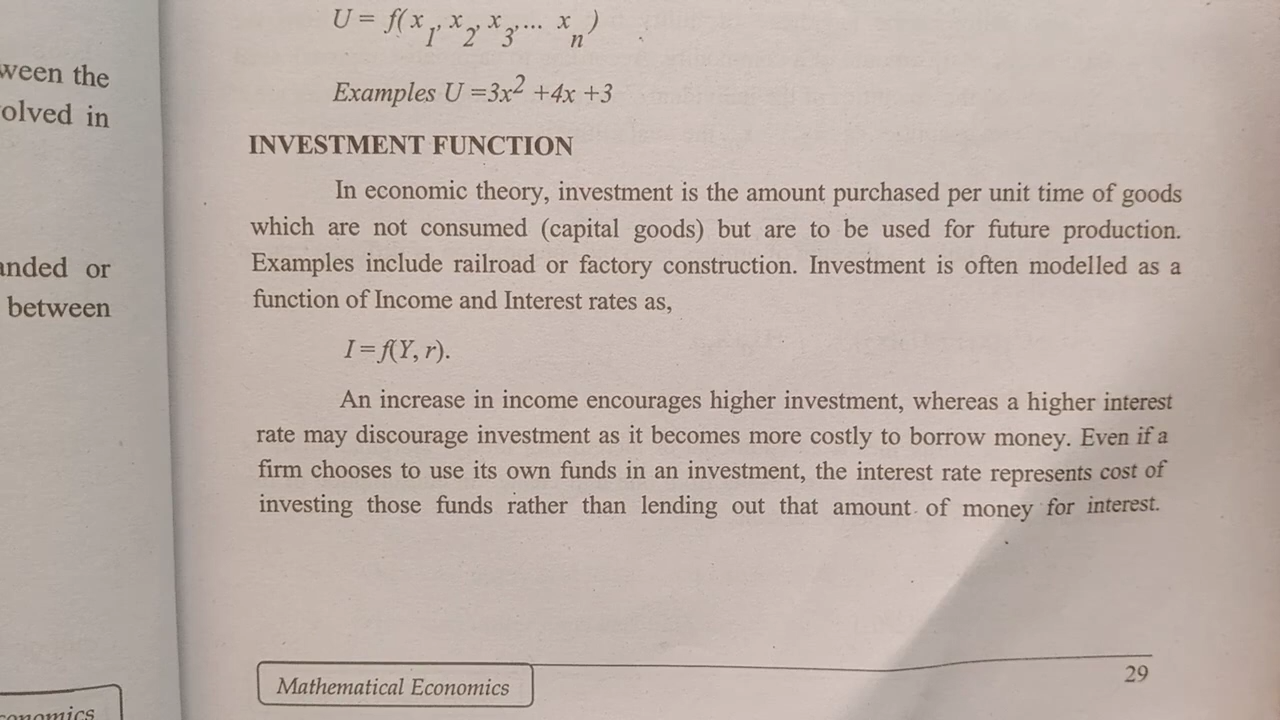 ween the
olved in
anded or
between
onomics
U = f(x₁, x₂, x₃,... xₙ)
Examples U =3x² +4x +3
INVESTMENT FUNCTION
In economic theory, investment is the amount purchased per unit time of goods
which are not consumed (capital goods) but are to be used for future production.
Examples include railroad or factory construction. Investment is often modelled as a
function of Income and Interest rates as,
I = f(Y, r).
An increase in income encourages higher investment, whereas a higher interest
rate may discourage investment as it becomes more costly to borrow money. Even if a
firm chooses to use its own funds in an investment, the interest rate represents cost of
investing those funds rather than lending out that amount of money for interest.
Mathematical Economics
29